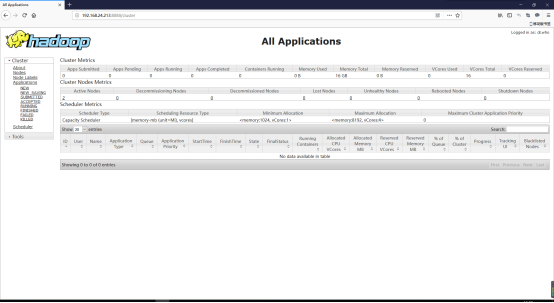 All Applications
192.168.24.213:8088/cluster
Logged in as: dr.who
hadoop
All Applications
Cluster
About
Nodes
Node Labels
Applications
NEW
NEW_SAVING
SUBMITTED
ACCEPTED
RUNNING
FINISHED
FAILED
KILLED
Scheduler
Tools
Cluster Metrics
Apps Submitted Apps Pending Apps Running Apps Completed Containers Running Memory Used Memory Total Memory Reserved VCores Used VCores Total VCores Reserved
0 0 0 0 0 0 B 16 GB 0 B 0 16 0
Cluster Nodes Metrics
Active Nodes Decommissioning Nodes Decommissioned Nodes Lost Nodes Unhealthy Nodes Rebooted Nodes Shutdown Nodes
2 0 0 0 0 0 0
Scheduler Metrics
Scheduler Type Scheduling Resource Type Minimum Allocation Maximum Allocation Maximum Cluster Application Priority
Capacity Scheduler [memory-mb (unit=Mi), vcores] <memory:1024, vCores:1> <memory:8192, vCores:4> 0
Show 20 entries Search:
ID User Name Application Type Queue Application Priority StartTime FinishTime State FinalStatus Running Containers Allocated CPU VCores Allocated Memory MB Reserved CPU VCores Reserved Memory MB % of Queue % of Cluster Progress Tracking UI Blacklisted Nodes
No data available in table
Showing 0 to 0 of 0 entries First Previous Next Last